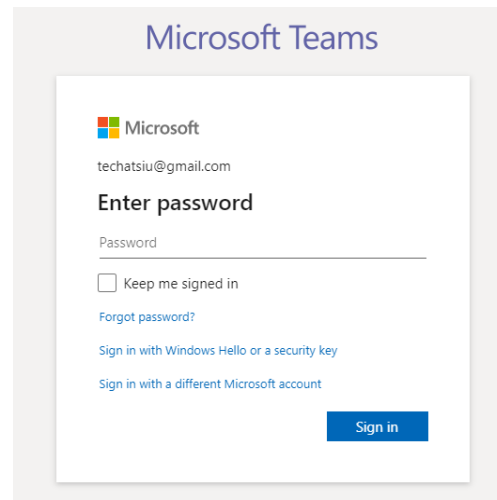 Microsoft Teams
Microsoft
techatsiu@gmail.com
Enter password
Password
Keep me signed in
Forgot password?
Sign in with Windows Hello or a security key
Sign in with a different Microsoft account
Sign in